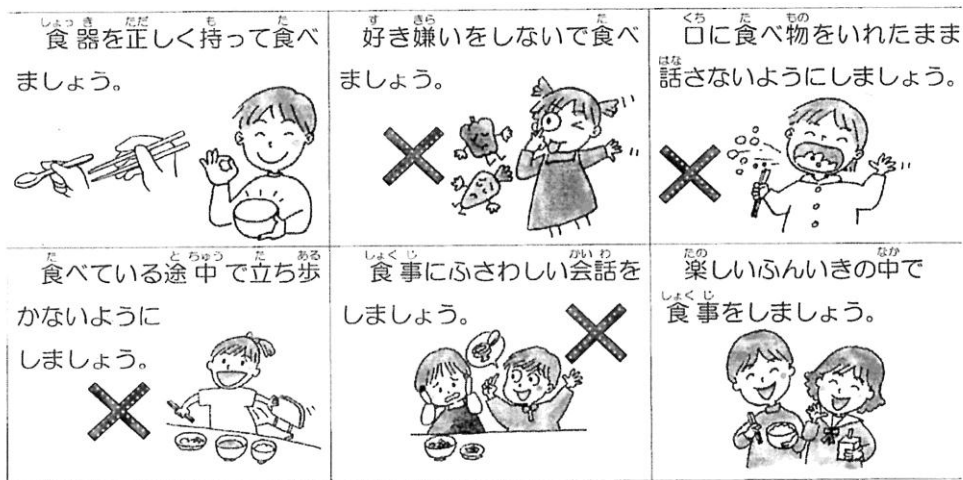 食器を正しく持って食べ
ましょう。
好き嫌いをしないで食べ
ましょう。
口に食べ物をいれたまま
話さないようにしましょう。
食べている途中で立ち歩
かないように
しましょう。
食事にふさわしい会話を
しましょう。
楽しいふんいきの中で
食事をしましょう。